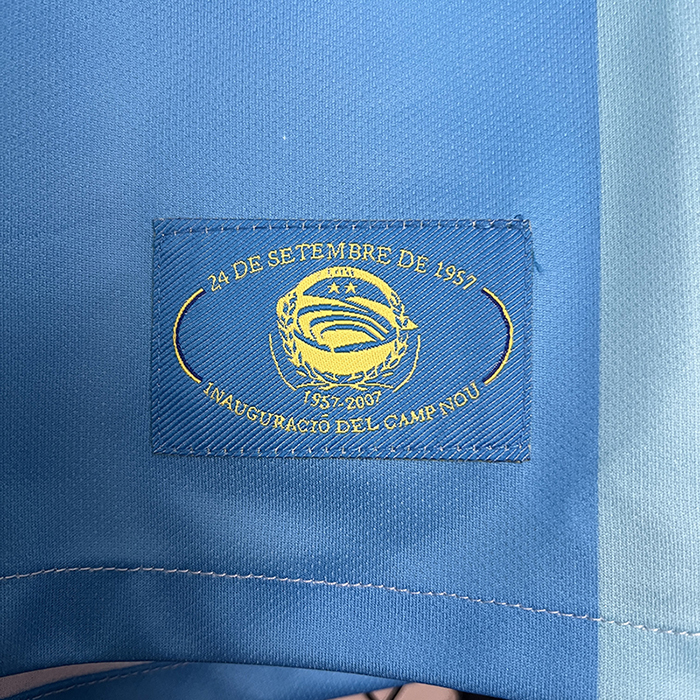 24 DE SETEMBRE DE 1957
1957-2007
INAUGURACIÓ DEL CAMP NOU